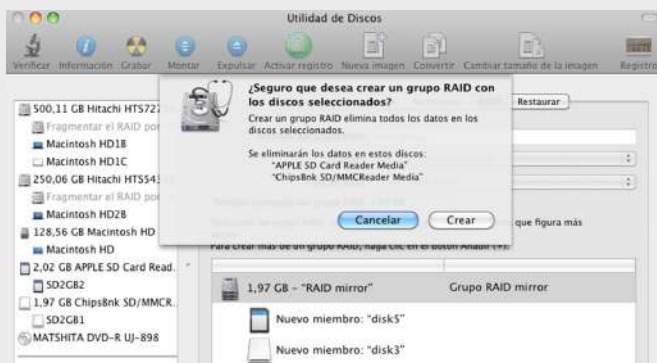 Utilidad de Discos
Verificar Información Grabar Montar Expulsar Activar registro Nueva imagen Convertir Cambiar tamaño de la imagen Registro
¿Seguro que desea crear un grupo RAID con
los discos seleccionados?
Crear un grupo RAID elimina todos los datos en los
discos seleccionados.
Se eliminarán los datos en estos discos:
"APPLE SD Card Reader Media"
"ChipsBnk SD/MMCReader Media"
Cancelar
Crear
Restaurar
500,11 GB Hitachi HTS727
Fragmentar el RAID por
Macintosh HD1B
Macintosh HD1C
250,06 GB Hitachi HTS543
Fragmentar el RAID por
Macintosh HD2B
128,56 GB Macintosh HD
Macintosh HD
2,02 GB APPLE SD Card Read.
SD2GB2
1,97 GB ChipsBnk SD/MMCR.
SD2GB1
MATSHITA DVD-R UJ-898
que figura más
Para crear más de un grupo RAID, haga clic en el botón Añadir (+).
1,97 GB - "RAID mirror" Grupo RAID mirror
Nuevo miembro: "disk5"
Nuevo miembro: "disk3"